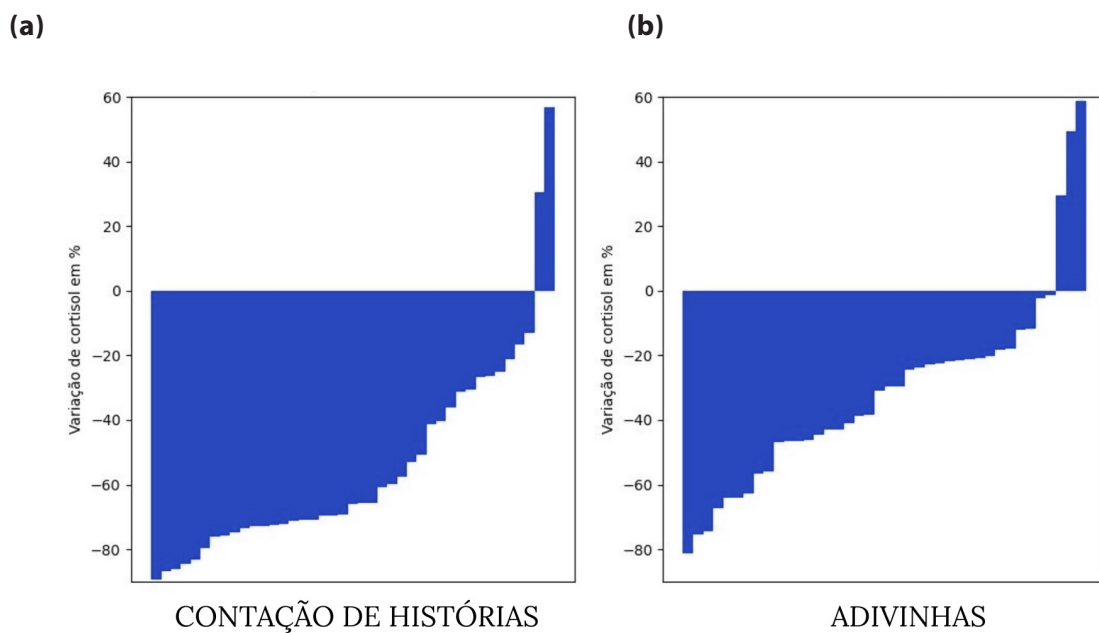 (a)
(b)
60
40
20
0
−20
−40
−60
−80
Variação de cortisol em %
CONTAÇÃO DE HISTÓRIAS
60
40
20
0
−20
−40
−60
−80
Variação de cortisol em %
ADIVINHAS